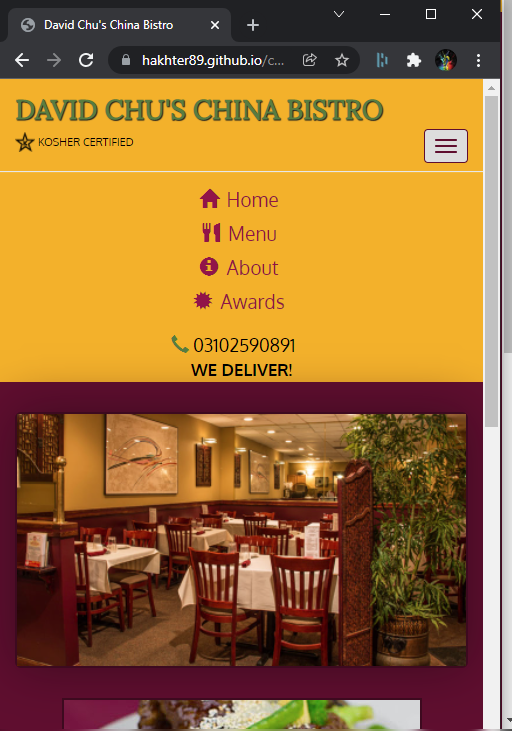 David Chu's China Bistro
hakhter89.github.io/c...
DAVID CHU'S CHINA BISTRO
KOSHER CERTIFIED
Home
Menu
About
Awards
03102590891
WE DELIVER!